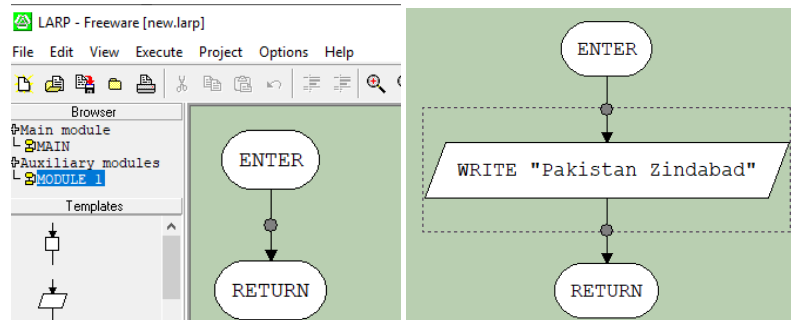 LARP - Freeware [new.larp]
File Edit View Execute Project Options Help
Browser
Main module
MAIN
Auxiliary modules
MODULE 1
Templates
ENTER
RETURN
ENTER
WRITE "Pakistan Zindabad"
RETURN